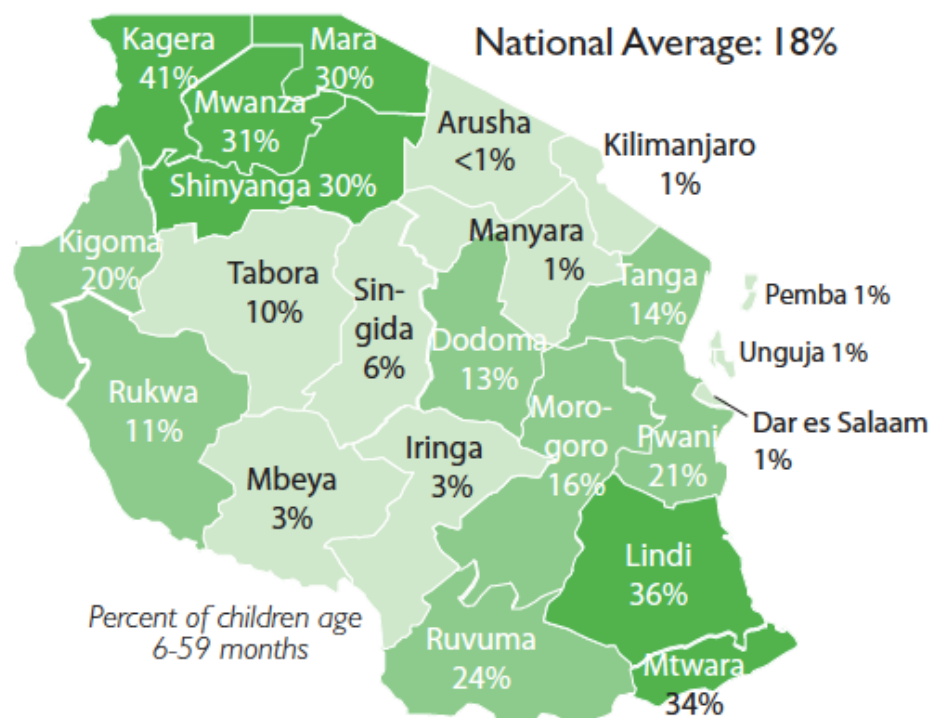 National Average: 18%
Kagera
41%
Mara
30%
Mwanza
31%
Shinyanga 30%
Arusha
<1%
Kilimanjaro
1%
Kigoma
20%
Tabora
10%
Sin-
gida
6%
Manyara
1%
Tanga
14%
Pemba 1%
Unguja 1%
Dodoma
13%
Rukwa
11%
Moro-
goro
16%
Pwani
21%
Dar es Salaam
1%
Mbeya
3%
Iringa
3%
Lindi
36%
Percent of children age
6-59 months
Ruvuma
24%
Mtwara
34%